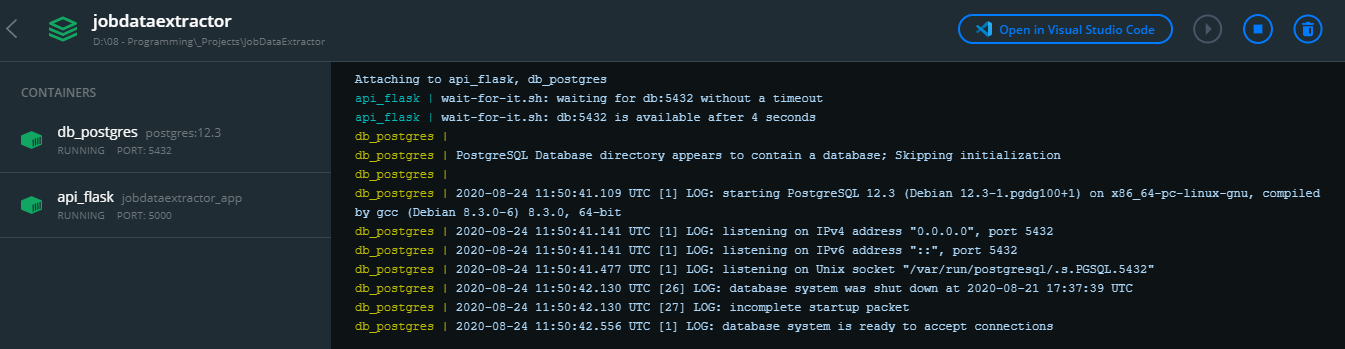 jobdataextractor
D:\08 - Programming\_Projects\JobDataExtractor
Open in Visual Studio Code
CONTAINERS
db_postgres postgres:12.3
RUNNING PORT: 5432
api_flask jobdataextractor_app
RUNNING PORT: 5000
Attaching to api_flask, db_postgres
api_flask | wait-for-it.sh: waiting for db:5432 without a timeout
api_flask | wait-for-it.sh: db:5432 is available after 4 seconds
db_postgres |
db_postgres | PostgreSQL Database directory appears to contain a database; Skipping initialization
db_postgres |
db_postgres | 2020-08-24 11:50:41.109 UTC [1] LOG: starting PostgreSQL 12.3 (Debian 12.3-1.pgdg100+1) on x86_64-pc-linux-gnu, compiled
by gcc (Debian 8.3.0-6) 8.3.0, 64-bit
db_postgres | 2020-08-24 11:50:41.141 UTC [1] LOG: listening on IPv4 address "0.0.0.0", port 5432
db_postgres | 2020-08-24 11:50:41.141 UTC [1] LOG: listening on IPv6 address "::", port 5432
db_postgres | 2020-08-24 11:50:41.477 UTC [1] LOG: listening on Unix socket "/var/run/postgresql/.s.PGSQL.5432"
db_postgres | 2020-08-24 11:50:42.130 UTC [26] LOG: database system was shut down at 2020-08-21 17:37:39 UTC
db_postgres | 2020-08-24 11:50:42.130 UTC [27] LOG: incomplete startup packet
db_postgres | 2020-08-24 11:50:42.556 UTC [1] LOG: database system is ready to accept connections